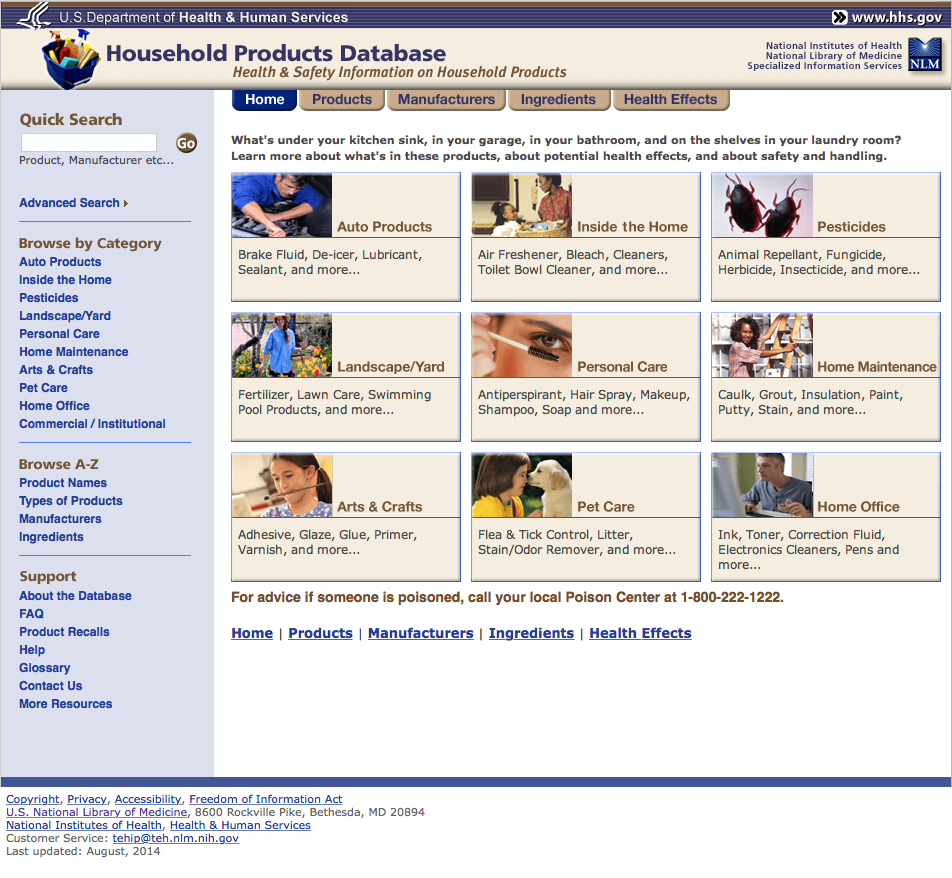 U.S. Department of Health & Human Services
www.hhs.gov
Household Products Database
Health & Safety Information on Household Products
National Institutes of Health
National Library of Medicine
Specialized Information Services
NLM
Home
Products
Manufacturers
Ingredients
Health Effects
Quick Search
Go
Product, Manufacturer etc...
Advanced Search
Browse by Category
Auto Products
Inside the Home
Pesticides
Landscape/Yard
Personal Care
Home Maintenance
Arts & Crafts
Pet Care
Home Office
Commercial / Institutional
Browse A-Z
Product Names
Types of Products
Manufacturers
Ingredients
Support
About the Database
FAQ
Product Recalls
Help
Glossary
Contact Us
More Resources
What's under your kitchen sink, in your garage, in your bathroom, and on the shelves in your laundry room?
Learn more about what's in these products, about potential health effects, and about safety and handling.
Auto Products
Brake Fluid, De-icer, Lubricant,
Sealant, and more...
Inside the Home
Air Freshener, Bleach, Cleaners,
Toilet Bowl Cleaner, and more...
Pesticides
Animal Repellant, Fungicide,
Herbicide, Insecticide, and more...
Landscape/Yard
Fertilizer, Lawn Care, Swimming
Pool Products, and more...
Personal Care
Antiperspirant, Hair Spray, Makeup,
Shampoo, Soap and more...
Home Maintenance
Caulk, Grout, Insulation, Paint,
Putty, Stain, and more...
Arts & Crafts
Adhesive, Glaze, Glue, Primer,
Varnish, and more...
Pet Care
Flea & Tick Control, Litter,
Stain/Odor Remover, and more...
Home Office
Ink, Toner, Correction Fluid,
Electronics Cleaners, Pens and
more...
For advice if someone is poisoned, call your local Poison Center at 1-800-222-1222.
Home | Products | Manufacturers | Ingredients | Health Effects
Copyright, Privacy, Accessibility, Freedom of Information Act
U.S. National Library of Medicine, 8600 Rockville Pike, Bethesda, MD 20894
National Institutes of Health, Health & Human Services
Customer Service: tehip@teh.nlm.nih.gov
Last updated: August, 2014